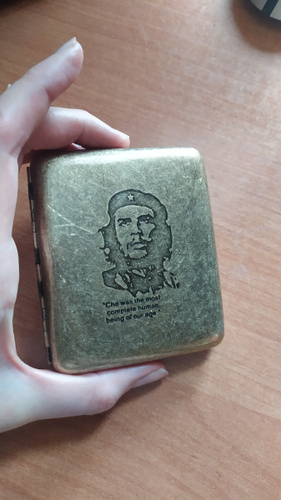 "Che was the most
complete human
being of our age"